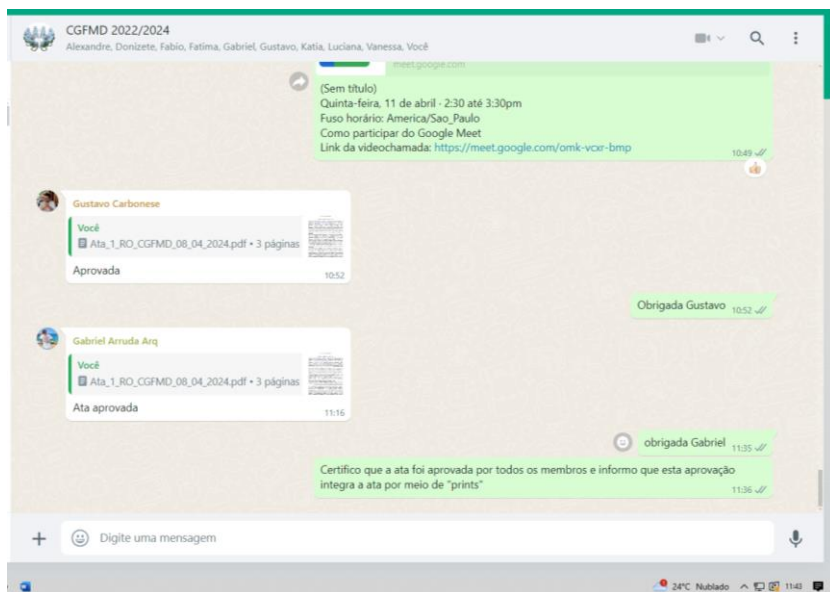 CGFMD 2022/2024
Alexandre, Donizete, Fabio, Fatima, Gabriel, Gustavo, Katia, Luciana, Vanessa, Você
meet.google.com
(Sem título)
Quinta-feira, 11 de abril · 2:30 até 3:30pm
Fuso horário: America/Sao_Paulo
Como participar do Google Meet
Link da videochamada: https://meet.google.com/omk-vcxr-bmp
10:49
Gustavo Carbonese
Você
Ata_1_RO_CGFMD_08_04_2024.pdf • 3 páginas
Aprovada
10:52
Obrigada Gustavo 10:52
Gabriel Arruda Arq
Você
Ata_1_RO_CGFMD_08_04_2024.pdf • 3 páginas
Ata aprovada
11:16
obrigada Gabriel 11:35
Certifico que a ata foi aprovada por todos os membros e informo que esta aprovação
integra a ata por meio de "prints"
11:36
Digite uma mensagem
24°C Nublado 11:43